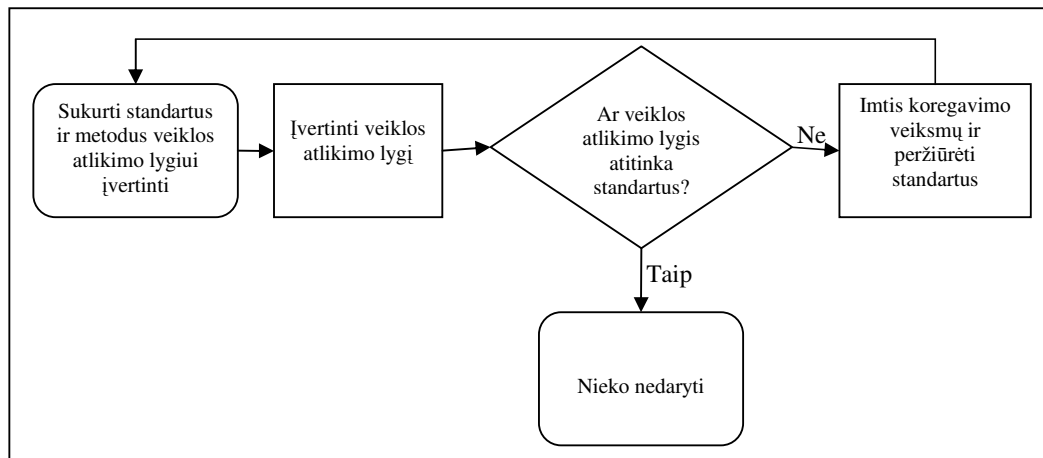 Sukurti standartus
ir metodus veiklos
atlikimo lygiui
įvertinti
Įvertinti veiklos
atlikimo lygį
Ar veiklos
atlikimo lygis
atitinka
standartus?
Ne
Imtis koregavimo
veiksmų ir
peržiūrėti
standartus
Taip
Nieko nedaryti